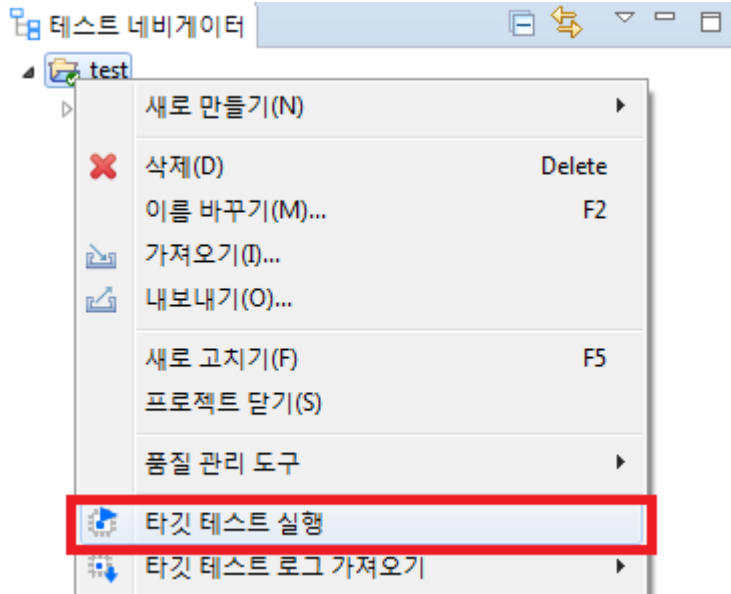 테스트 네비게이터
test
새로 만들기(N)
삭제(D) Delete
이름 바꾸기(M)... F2
가져오기(I)...
내보내기(O)...
새로 고치기(F) F5
프로젝트 닫기(S)
품질 관리 도구
타깃 테스트 실행
타깃 테스트 로그 가져오기